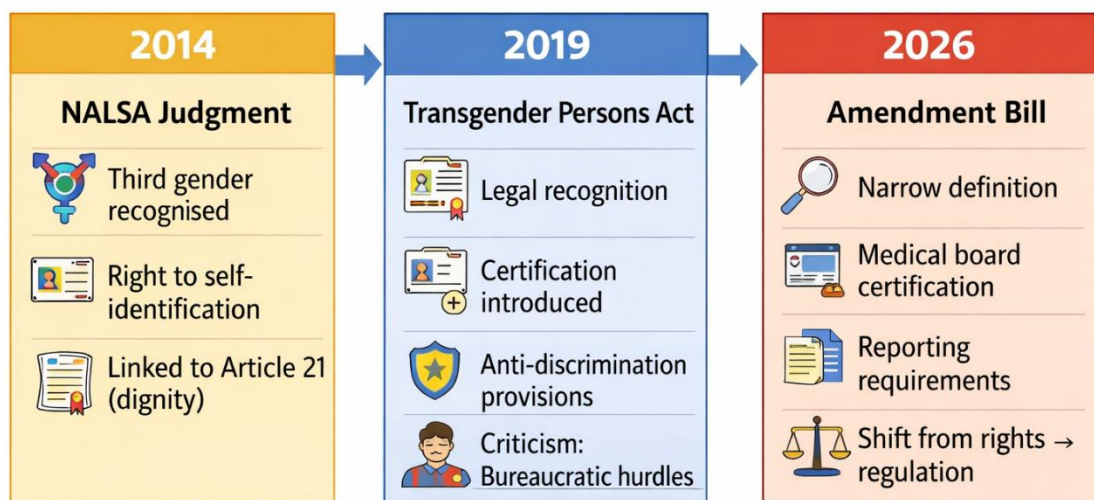 2014
NALSA Judgment
Third gender
recognised
Right to self-
identification
Linked to Article 21
(dignity)
2019
Transgender Persons Act
Legal recognition
Certification
introduced
Anti-discrimination
provisions
Criticism:
Bureaucratic hurdles
2026
Amendment Bill
Narrow definition
Medical board
certification
Reporting
requirements
Shift from rights →
regulation